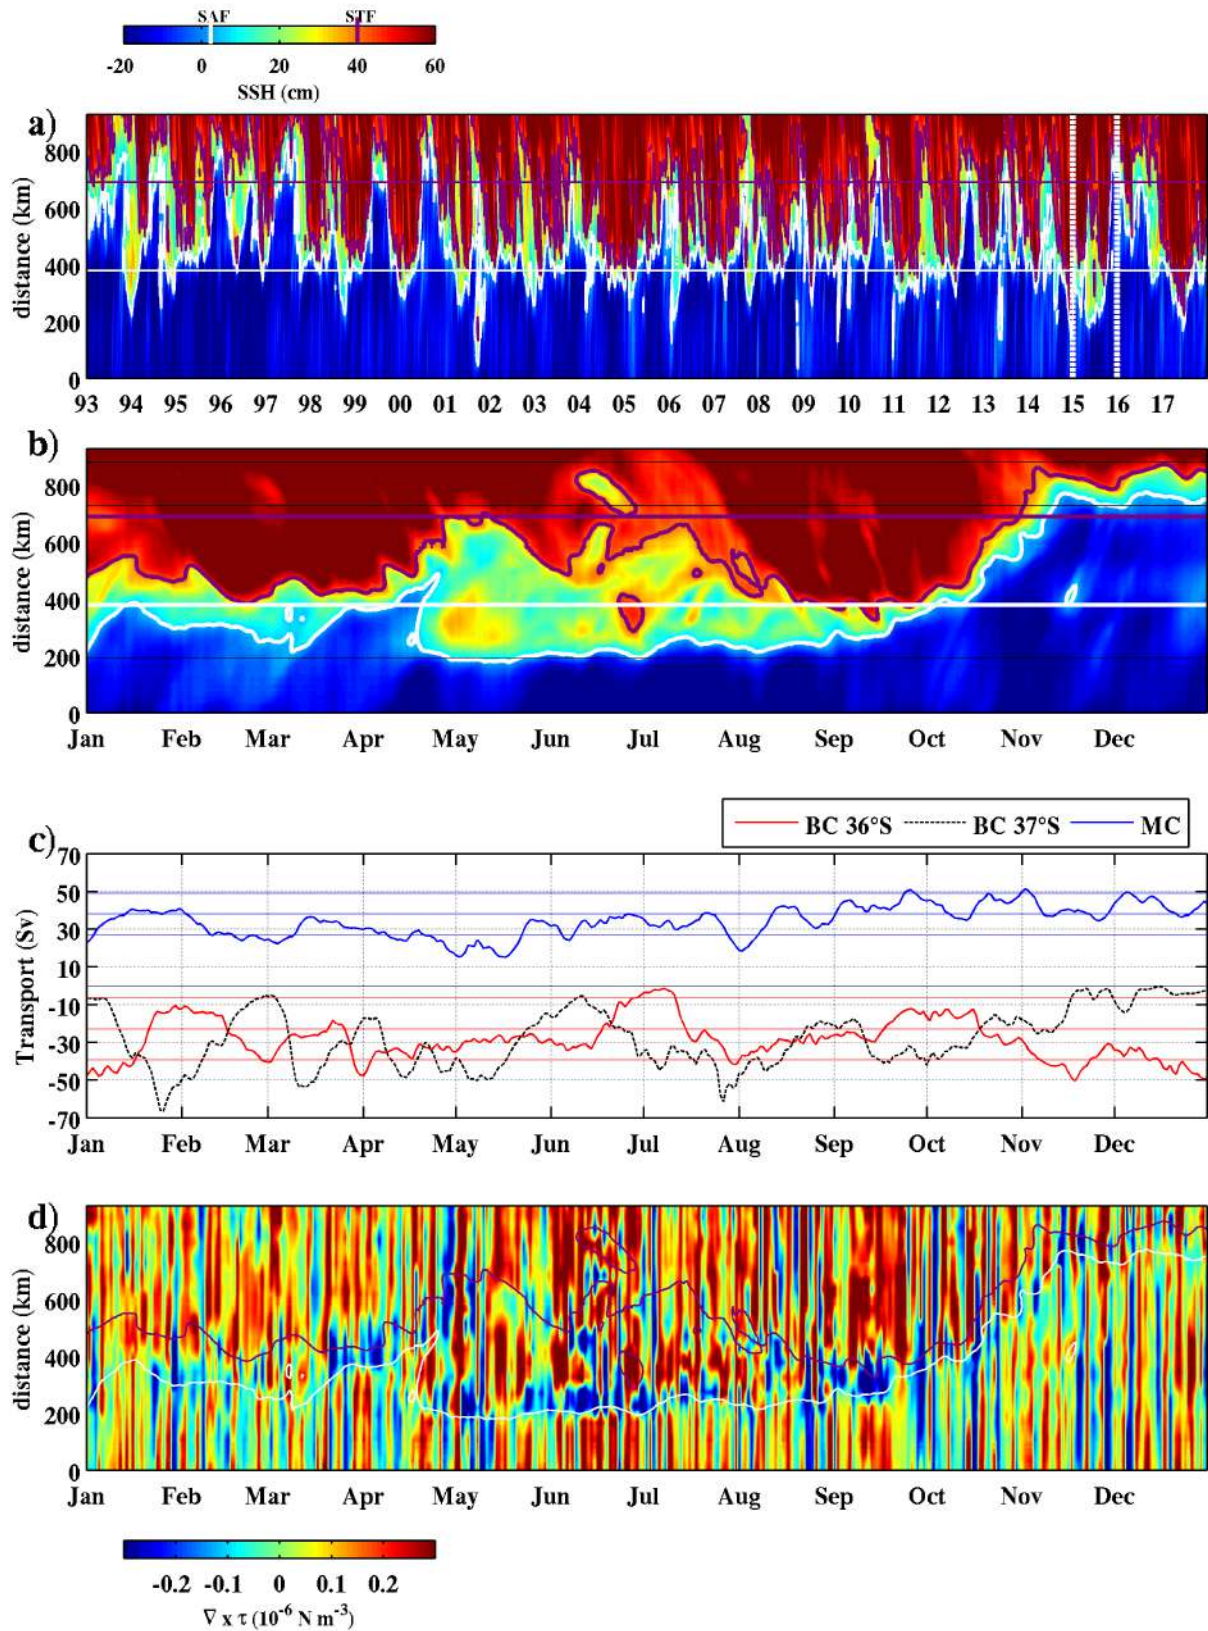 SAF STF
-20 0 20 40 60
SSH (cm)
a)
800
600
400
200
0
distance (km)
93 94 95 96 97 98 99 00 01 02 03 04 05 06 07 08 09 10 11 12 13 14 15 16 17
b)
800
600
400
200
0
distance (km)
Jan Feb Mar Apr May Jun Jul Aug Sep Oct Nov Dec
BC 36°S BC 37°S MC
c)
70
50
30
10
-10
-30
-50
-70
Transport (Sv)
Jan Feb Mar Apr May Jun Jul Aug Sep Oct Nov Dec
d)
800
600
400
200
0
distance (km)
Jan Feb Mar Apr May Jun Jul Aug Sep Oct Nov Dec
-0.2 -0.1 0 0.1 0.2
∇ x τ (10⁻⁶ N m⁻³)